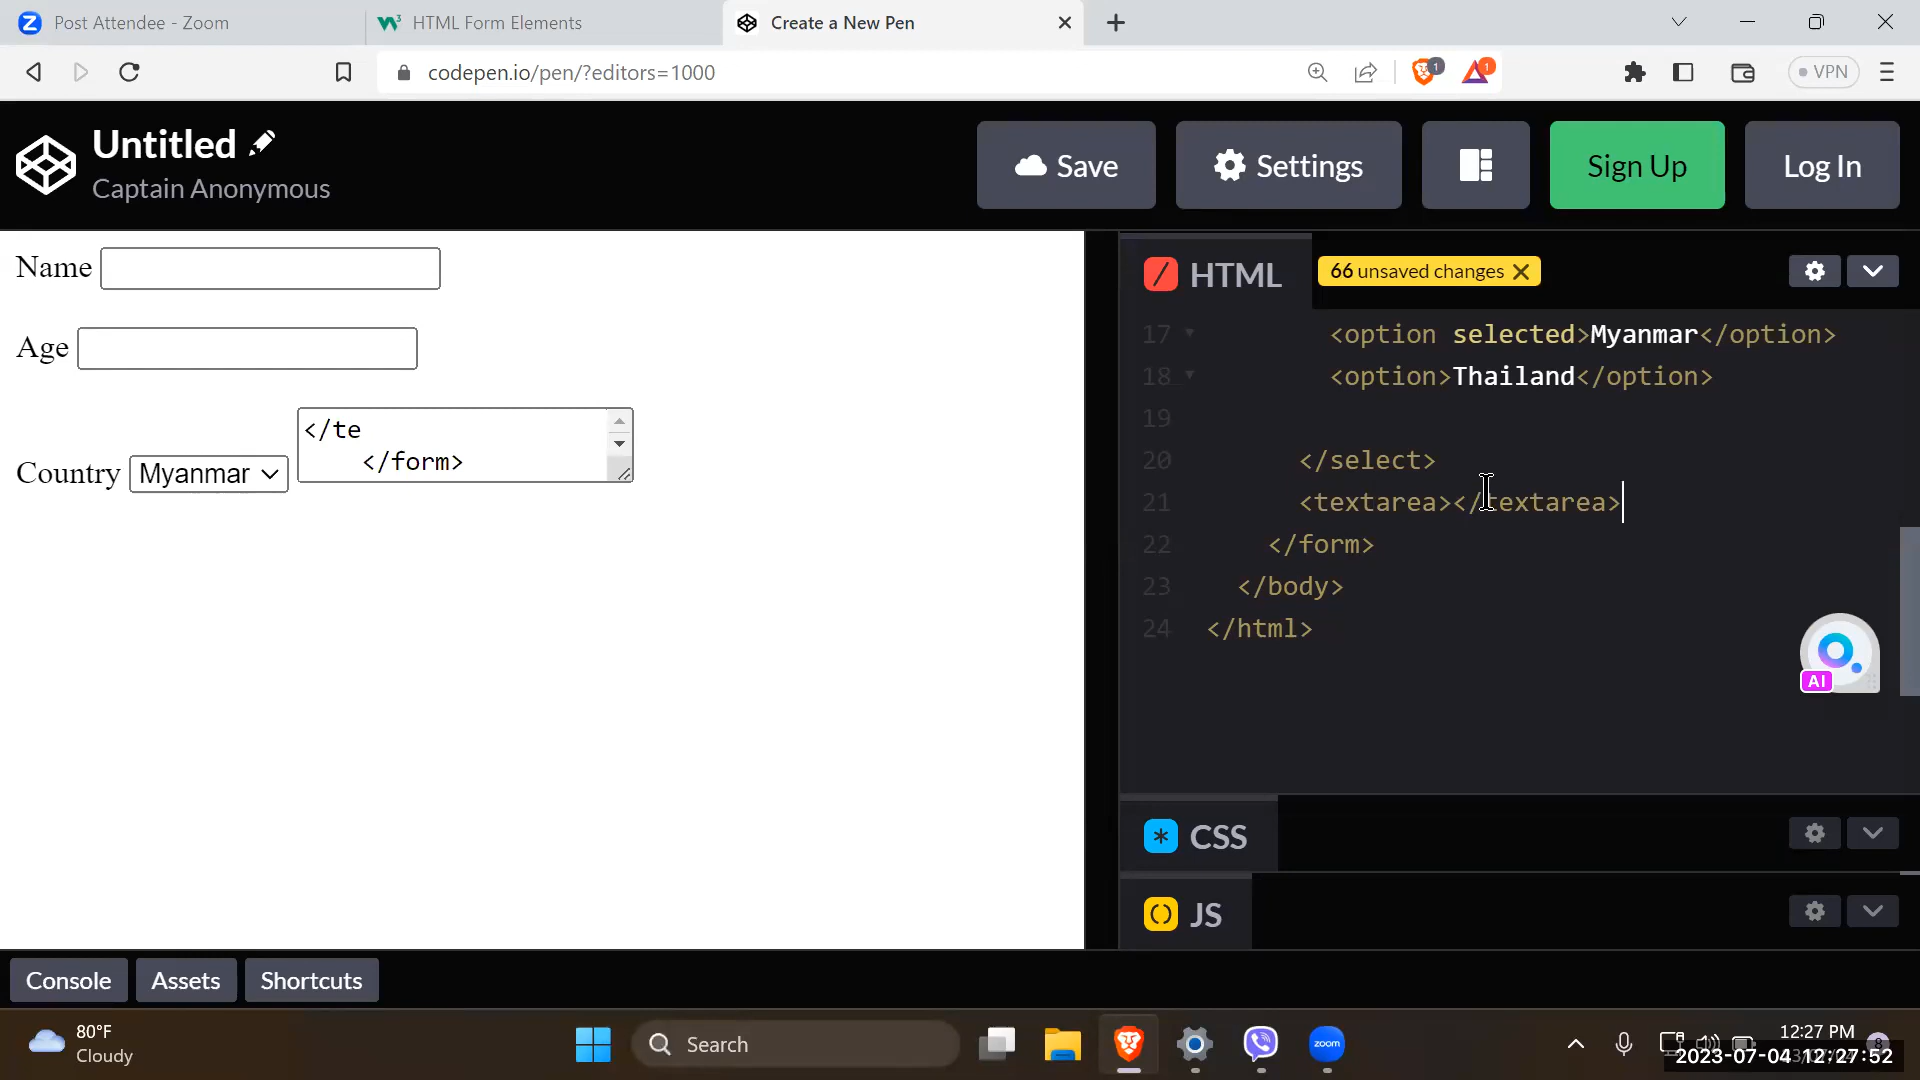 Post Attendee - Zoom
HTML Form Elements
Create a New Pen
codepen.io/pen/?editors=1000
1
1
VPN
Untitled
Captain Anonymous
Save
Settings
Sign Up
Log In
Name
Age
Country Myanmar
</te
</form>
HTML
66 unsaved changes
17 <option selected>Myanmar</option>
18 <option>Thailand</option>
19
20 </select>
21 <textarea></textarea>
22 </form>
23 </body>
24 </html>
AI
CSS
JS
Console
Assets
Shortcuts
80°F
Cloudy
Search
zoom
12:27 PM
2023-07-04 12:27:52